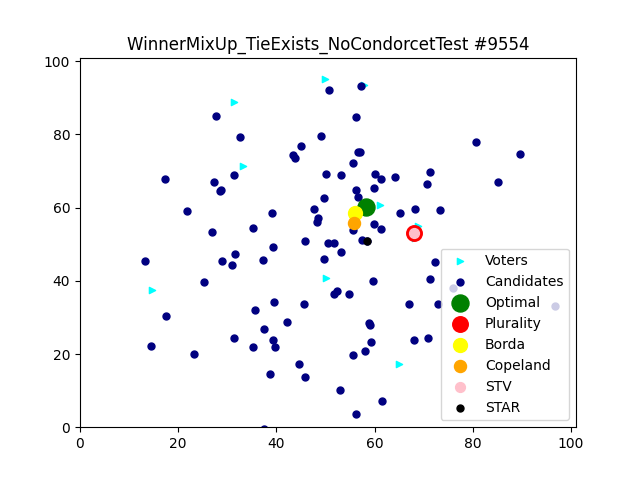 WinnerMixUp_TieExists_NoCondorcetTest #9554
100
80
60
40
20
0
0 20 40 60 80 100
Voters
Candidates
Optimal
Plurality
Borda
Copeland
STV
STAR